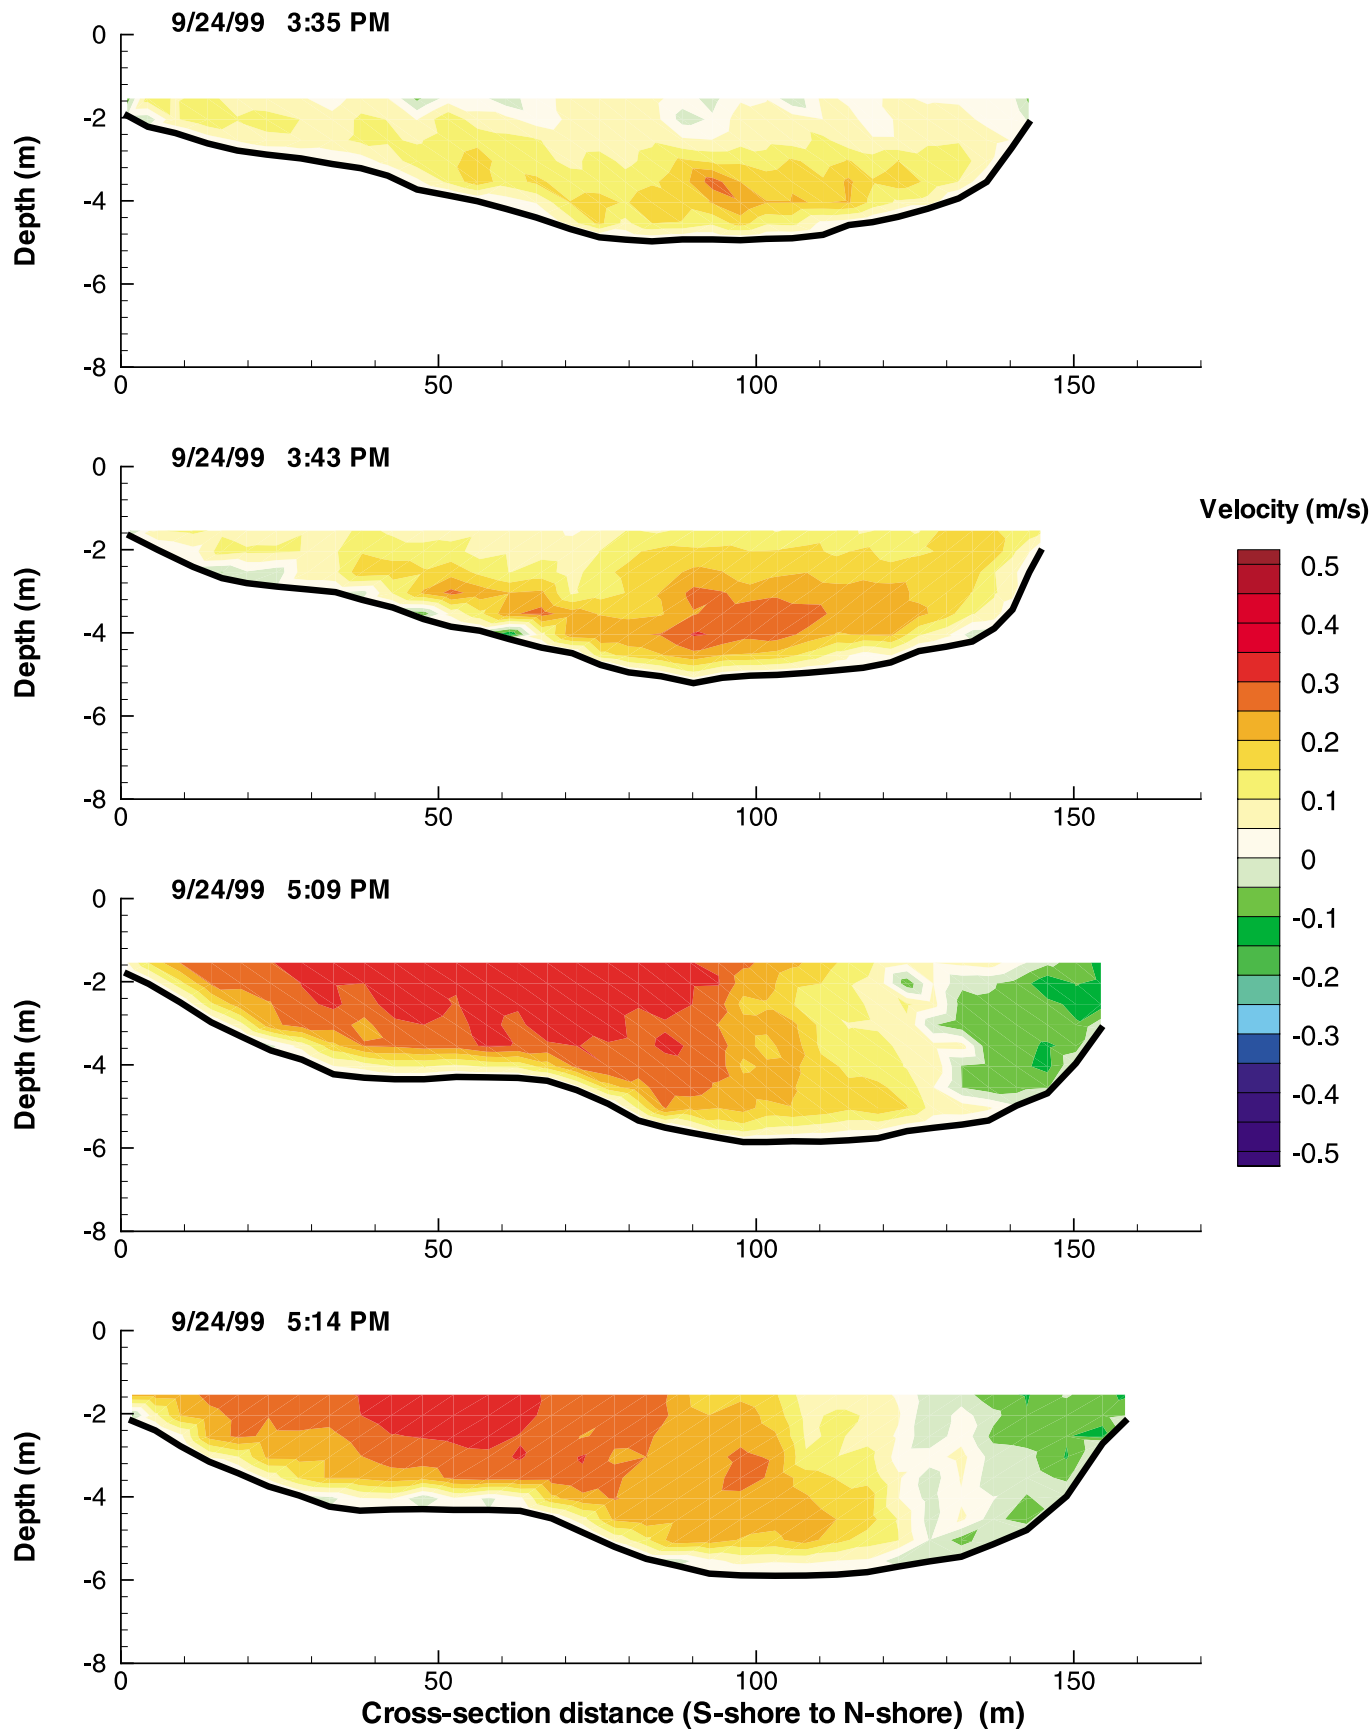 9/24/99 3:35 PM
0
-2
-4
-6
-8
Depth (m)
0 50 100 150
9/24/99 3:43 PM
0
-2
-4
-6
-8
Depth (m)
0 50 100 150
Velocity (m/s)
0.5
0.4
0.3
0.2
0.1
0
-0.1
-0.2
-0.3
-0.4
-0.5
9/24/99 5:09 PM
0
-2
-4
-6
-8
Depth (m)
0 50 100 150
9/24/99 5:14 PM
0
-2
-4
-6
-8
Depth (m)
0 50 100 150
Cross-section distance (S-shore to N-shore) (m)